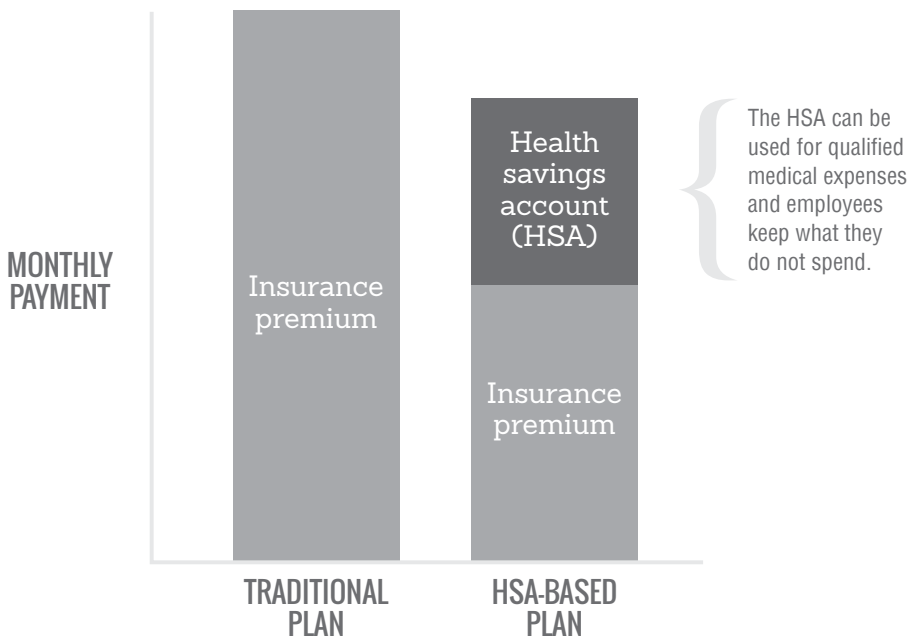 Health
savings
account
(HSA)
The HSA can be
used for qualified
medical expenses
and employees
keep what they
do not spend.
MONTHLY
PAYMENT
Insurance
premium
Insurance
premium
TRADITIONAL
PLAN
HSA-BASED
PLAN